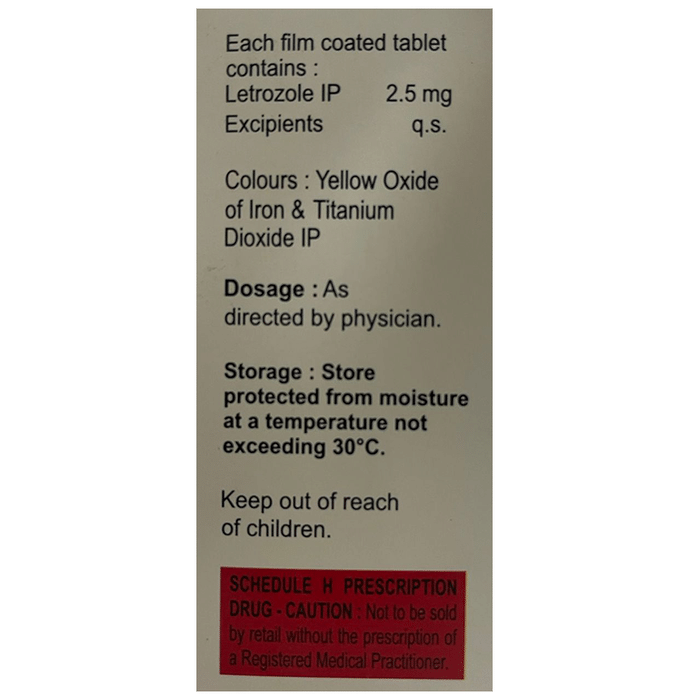 Each film coated tablet
contains :
Letrozole IP 2.5 mg
Excipients q.s.
Colours : Yellow Oxide
of Iron & Titanium
Dioxide IP
Dosage : As
directed by physician.
Storage : Store
protected from moisture
at a temperature not
exceeding 30°C.
Keep out of reach
of children.
SCHEDULE H PRESCRIPTION
DRUG - CAUTION : Not to be sold
by retail without the prescription of
a Registered Medical Practitioner.